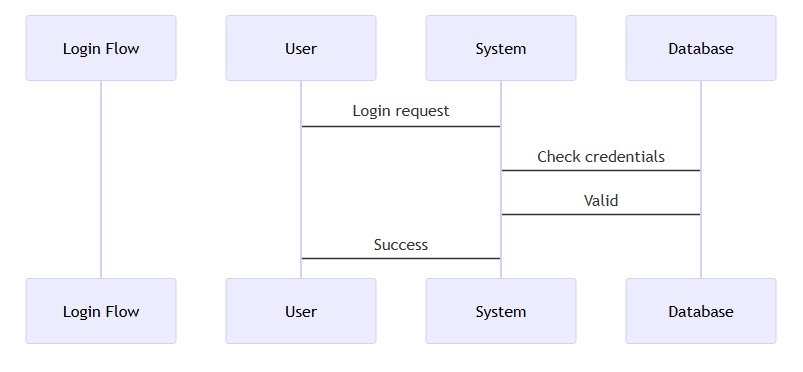 Login Flow
User
System
Database
Login request
Check credentials
Valid
Success
Login Flow
User
System
Database